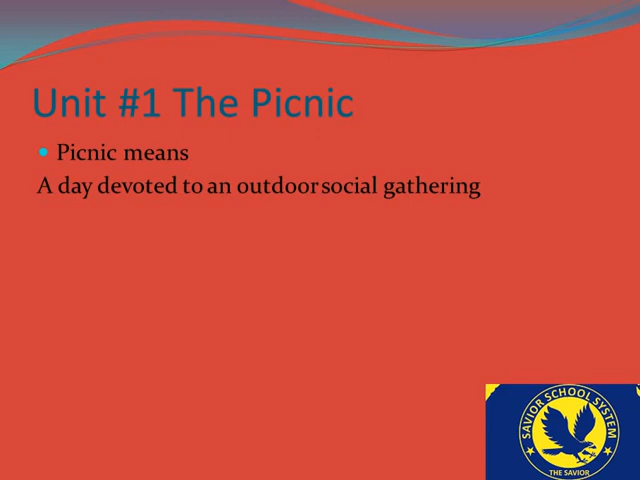 Unit #1 The Picnic
Picnic means
A day devoted to an outdoor social gathering
SAVIOR SCHOOL SYSTEM
THE SAVIOR